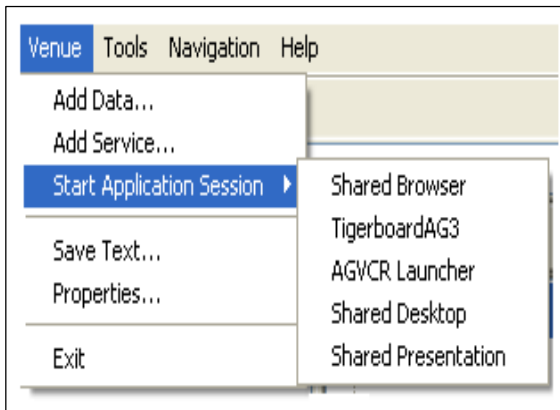 Venue Tools Navigation Help
Add Data...
Add Service...
Start Application Session
Save Text...
Properties...
Exit
Shared Browser
TigerboardAG3
AGVCR Launcher
Shared Desktop
Shared Presentation